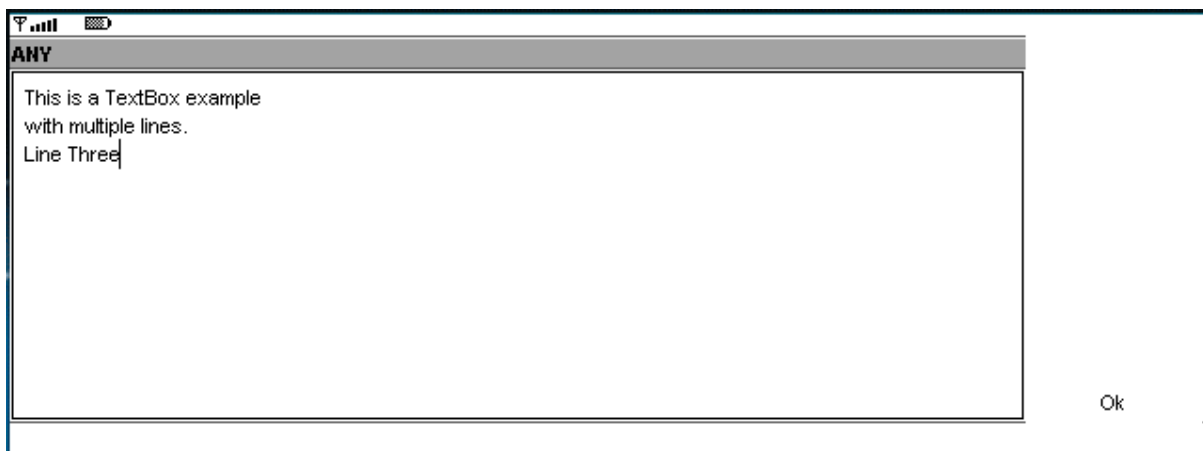 ANY
This is a TextBox example
with multiple lines.
Line Three
Ok